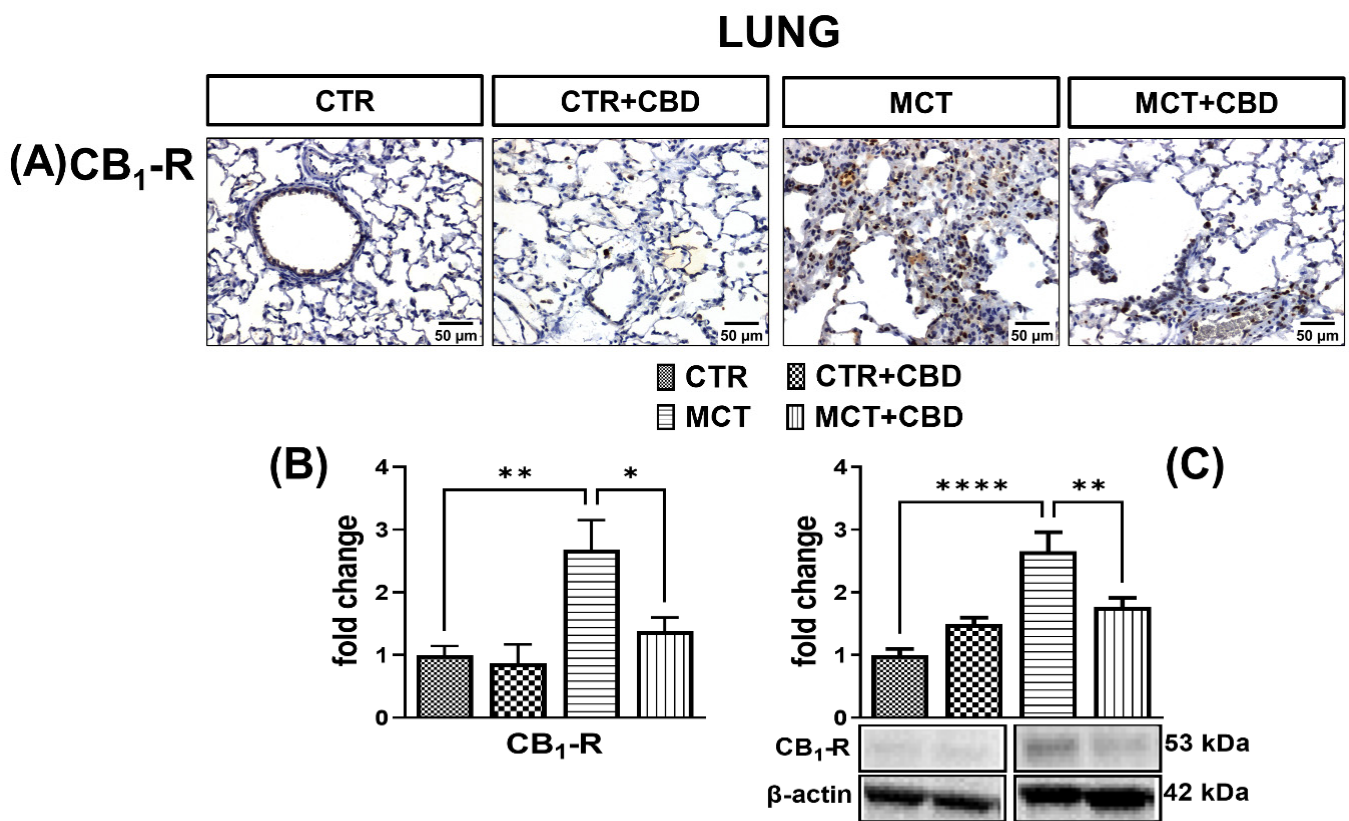 LUNG
CTR
CTR+CBD
MCT
MCT+CBD
(A) CB₁-R
50 µm
50 µm
50 µm
50 µm
CTR
CTR+CBD
MCT
MCT+CBD
(B)
fold change
4
3
2
1
0
**
*
CB₁-R
(C)
fold change
4
3
2
1
0
****
**
CB₁-R
53 kDa
β-actin
42 kDa